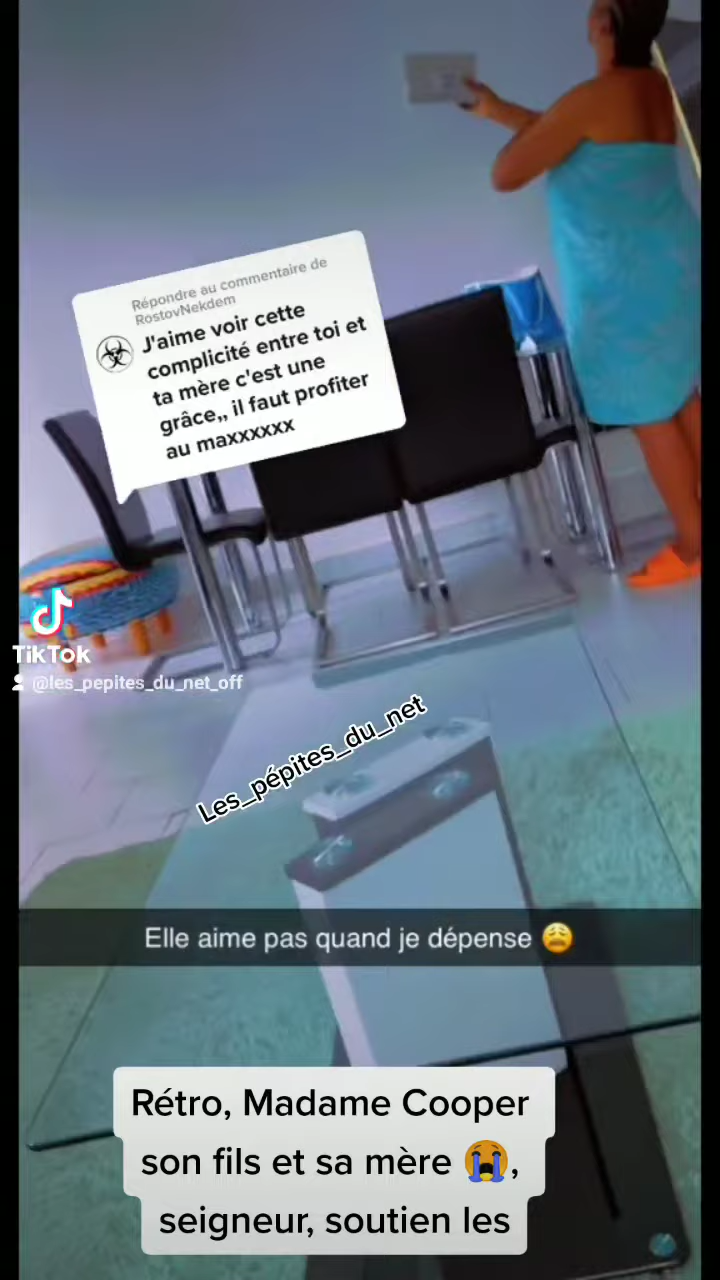 Répondre au commentaire de
RostovNekdem
J'aime voir cette
complicité entre toi et
ta mère c'est une
grâce,, il faut profiter
au maxxxxxx
TikTok
@les_pepites_du_net_off
Les_pépites_du_net
Elle aime pas quand je dépense 😩
Rétro, Madame Cooper
son fils et sa mère 😭,
seigneur, soutien les